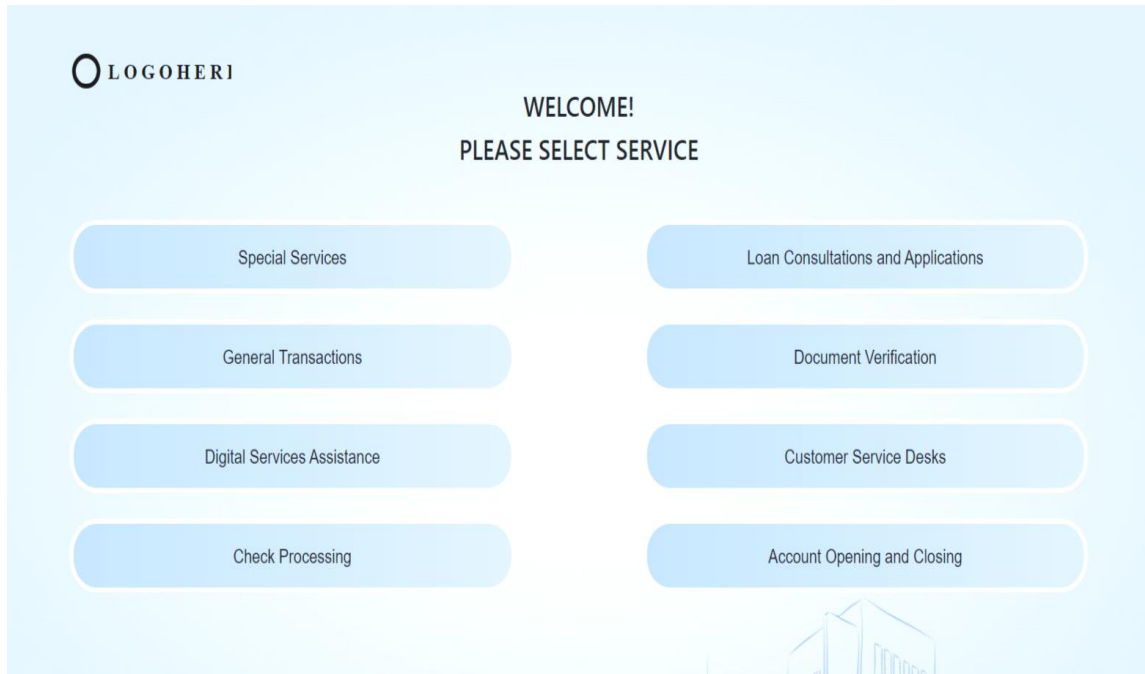 LOGOHERE
WELCOME!
PLEASE SELECT SERVICE
Special Services
Loan Consultations and Applications
General Transactions
Document Verification
Digital Services Assistance
Customer Service Desks
Check Processing
Account Opening and Closing